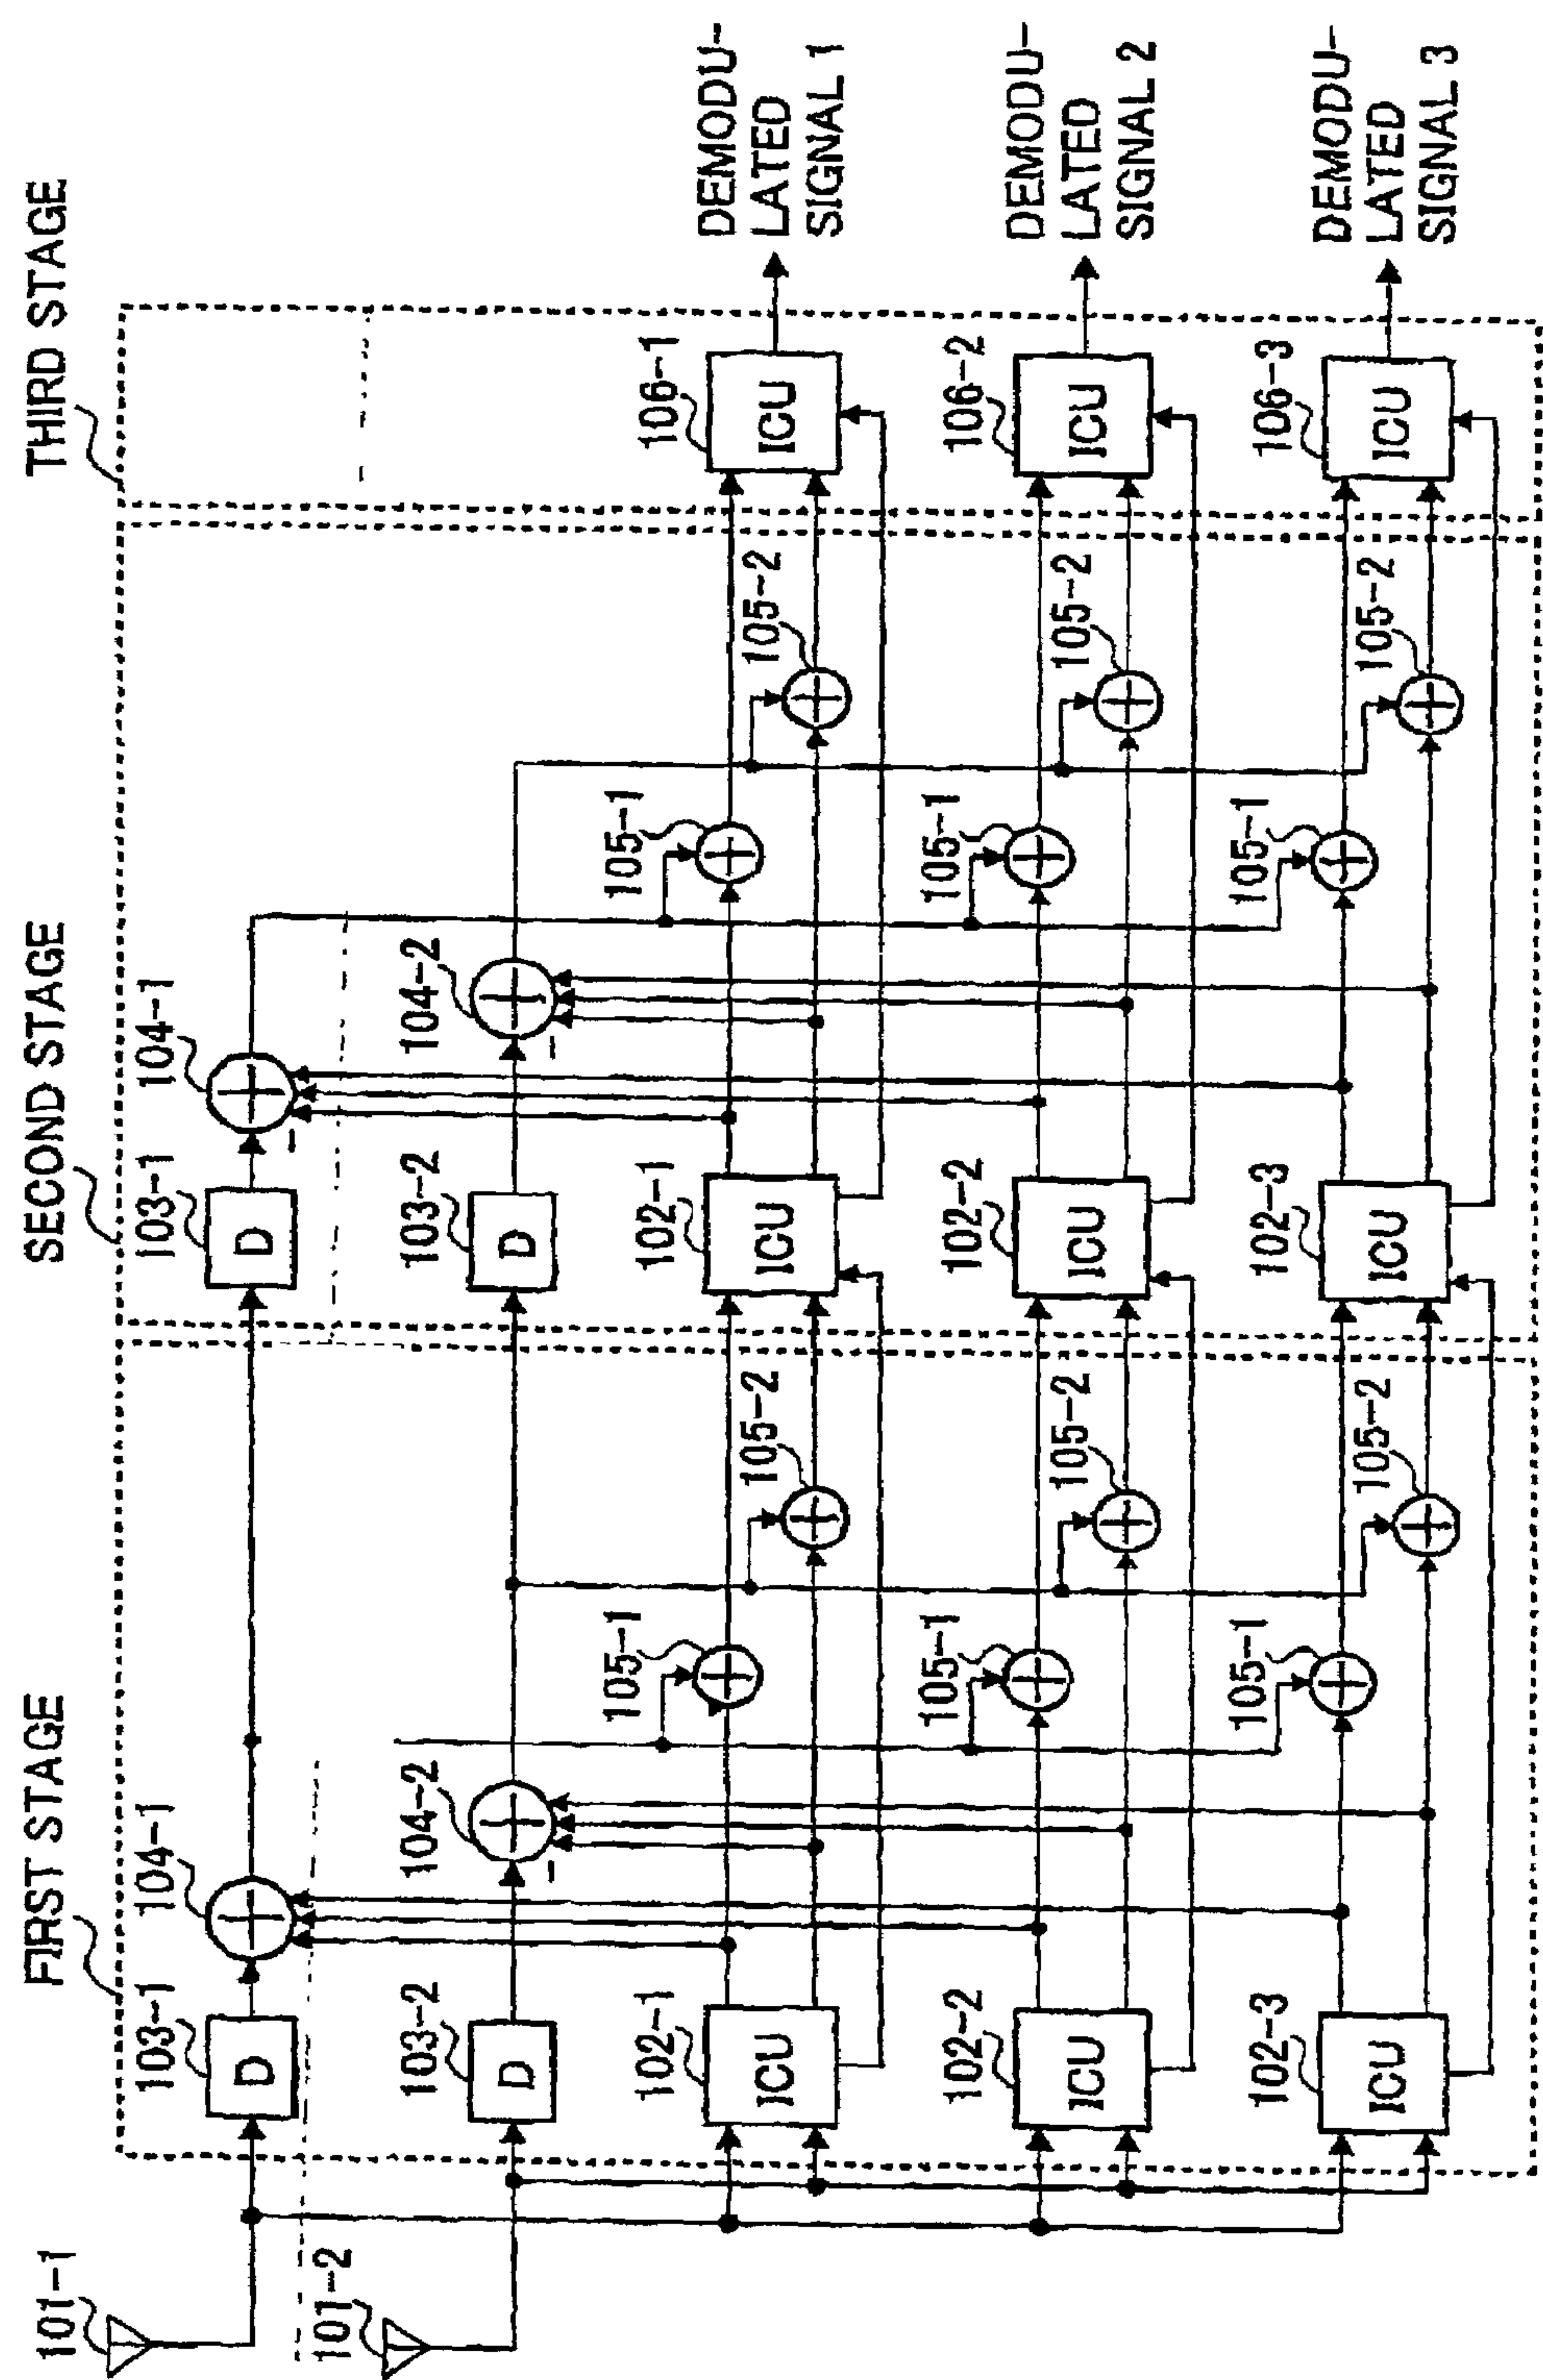 FIRST STAGE
SECOND STAGE
THIRD STAGE
101-1
103-1
D
104-1
103-1
D
104-1
101-2
103-2
D
104-2
103-2
D
104-2
102-1
ICU
105-1
105-2
102-1
ICU
105-1
105-2
106-1
ICU
DEMODU-
LATED
SIGNAL 1
102-2
ICU
105-1
105-2
102-2
ICU
105-1
105-2
106-2
ICU
DEMODU-
LATED
SIGNAL 2
102-3
ICU
105-1
105-2
102-3
ICU
105-1
105-2
106-3
ICU
DEMODU-
LATED
SIGNAL 3